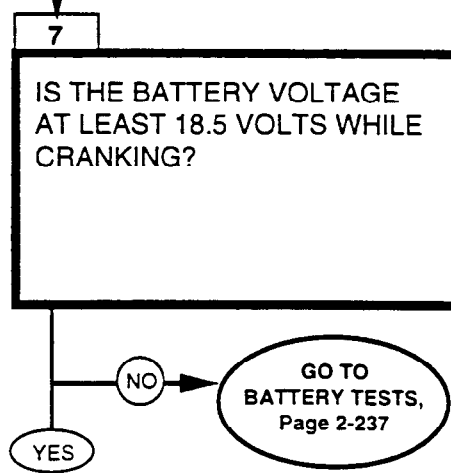 7
IS THE BATTERY VOLTAGE
AT LEAST 18.5 VOLTS WHILE
CRANKING?
NO
GO TO
BATTERY TESTS,
Page 2-237
YES